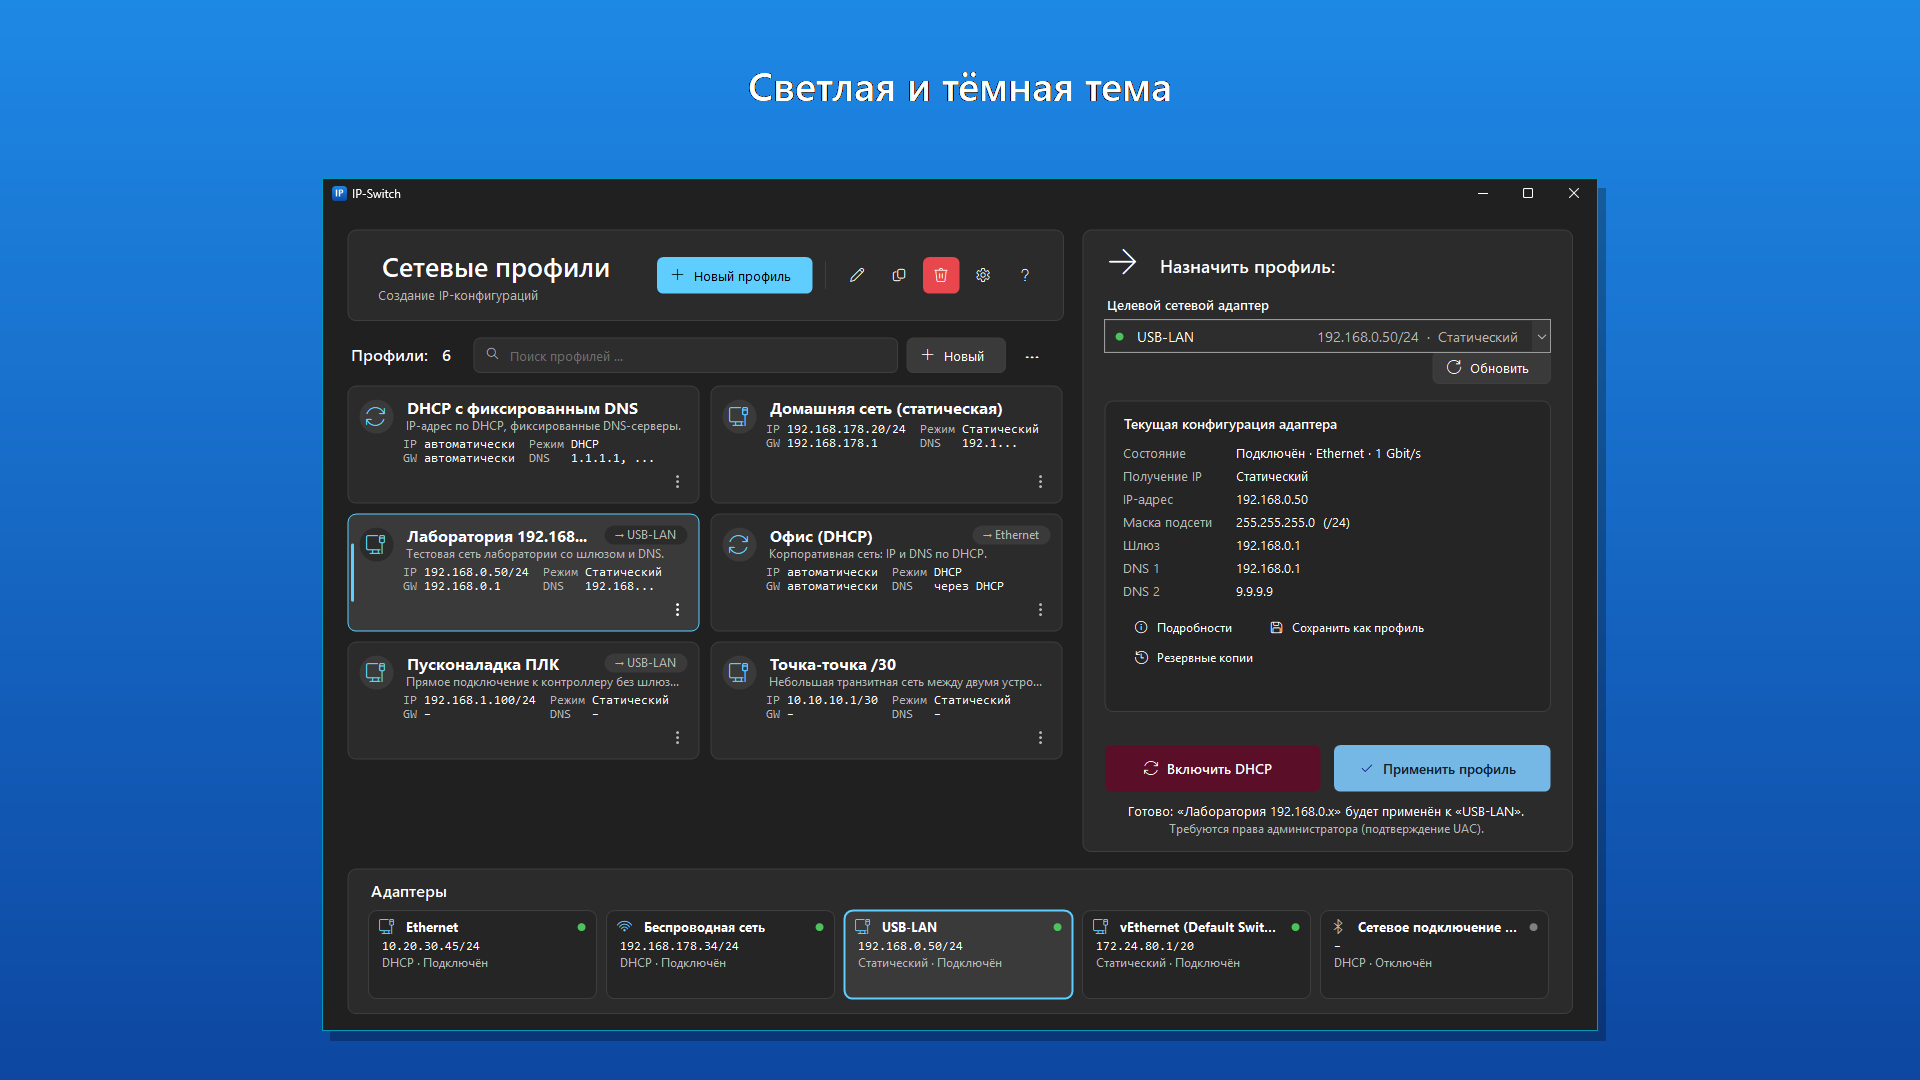 Светлая и тёмная тема
IP IP-Switch
Сетевые профили
Создание IP-конфигураций
Новый профиль
?
Профили: 6
Поиск профилей ...
Новый
...
DHCP с фиксированным DNS
IP-адрес по DHCP, фиксированные DNS-серверы.
IP автоматически Режим DHCP
GW автоматически DNS 1.1.1.1, ...
Домашняя сеть (статическая)
IP 192.168.178.20/24 Режим Статический
GW 192.168.178.1 DNS 192.1...
Лаборатория 192.168... → USB-LAN
Тестовая сеть лаборатории со шлюзом и DNS.
IP 192.168.0.50/24 Режим Статический
GW 192.168.0.1 DNS 192.168...
Офис (DHCP) → Ethernet
Корпоративная сеть: IP и DNS по DHCP.
IP автоматически Режим DHCP
GW автоматически DNS через DHCP
Пусконаладка ПЛК → USB-LAN
Прямое подключение к контроллеру без шлюз...
IP 192.168.1.100/24 Режим Статический
GW – DNS –
Точка-точка /30
Небольшая транзитная сеть между двумя устро...
IP 10.10.10.1/30 Режим Статический
GW – DNS –
Назначить профиль:
Целевой сетевой адаптер
USB-LAN 192.168.0.50/24 · Статический
Обновить
Текущая конфигурация адаптера
Состояние Подключён · Ethernet · 1 Gbit/s
Получение IP Статический
IP-адрес 192.168.0.50
Маска подсети 255.255.255.0 (/24)
Шлюз 192.168.0.1
DNS 1 192.168.0.1
DNS 2 9.9.9.9
Подробности Сохранить как профиль
Резервные копии
Включить DHCP Применить профиль
Готово: «Лаборатория 192.168.0.x» будет применён к «USB-LAN».
Требуются права администратора (подтверждение UAC).
Адаптеры
Ethernet
10.20.30.45/24
DHCP · Подключён
Беспроводная сеть
192.168.178.34/24
DHCP · Подключён
USB-LAN
192.168.0.50/24
Статический · Подключён
vEthernet (Default Swit...
172.24.80.1/20
Статический · Подключён
Сетевое подключение ...
–
DHCP · Отключён